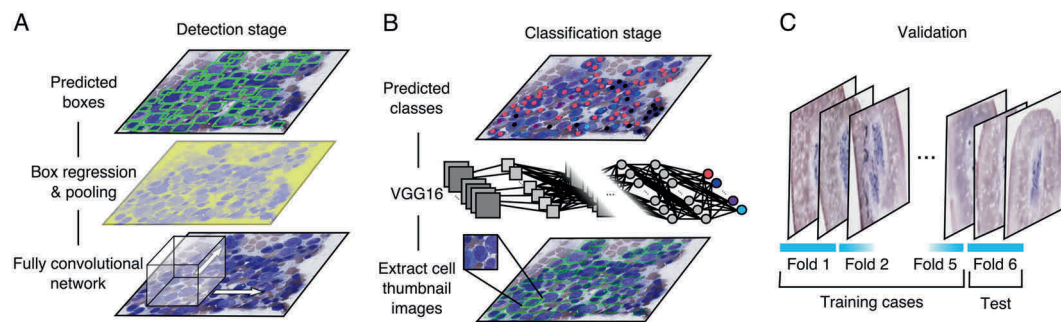 A
Detection stage
Predicted
boxes
Box regression
& pooling
Fully convolutional
network
B
Classification stage
Predicted
classes
VGG16
...
Extract cell
thumbnail
images
C
Validation
...
Fold 1
Fold 2
Fold 5
Fold 6
Training cases
Test